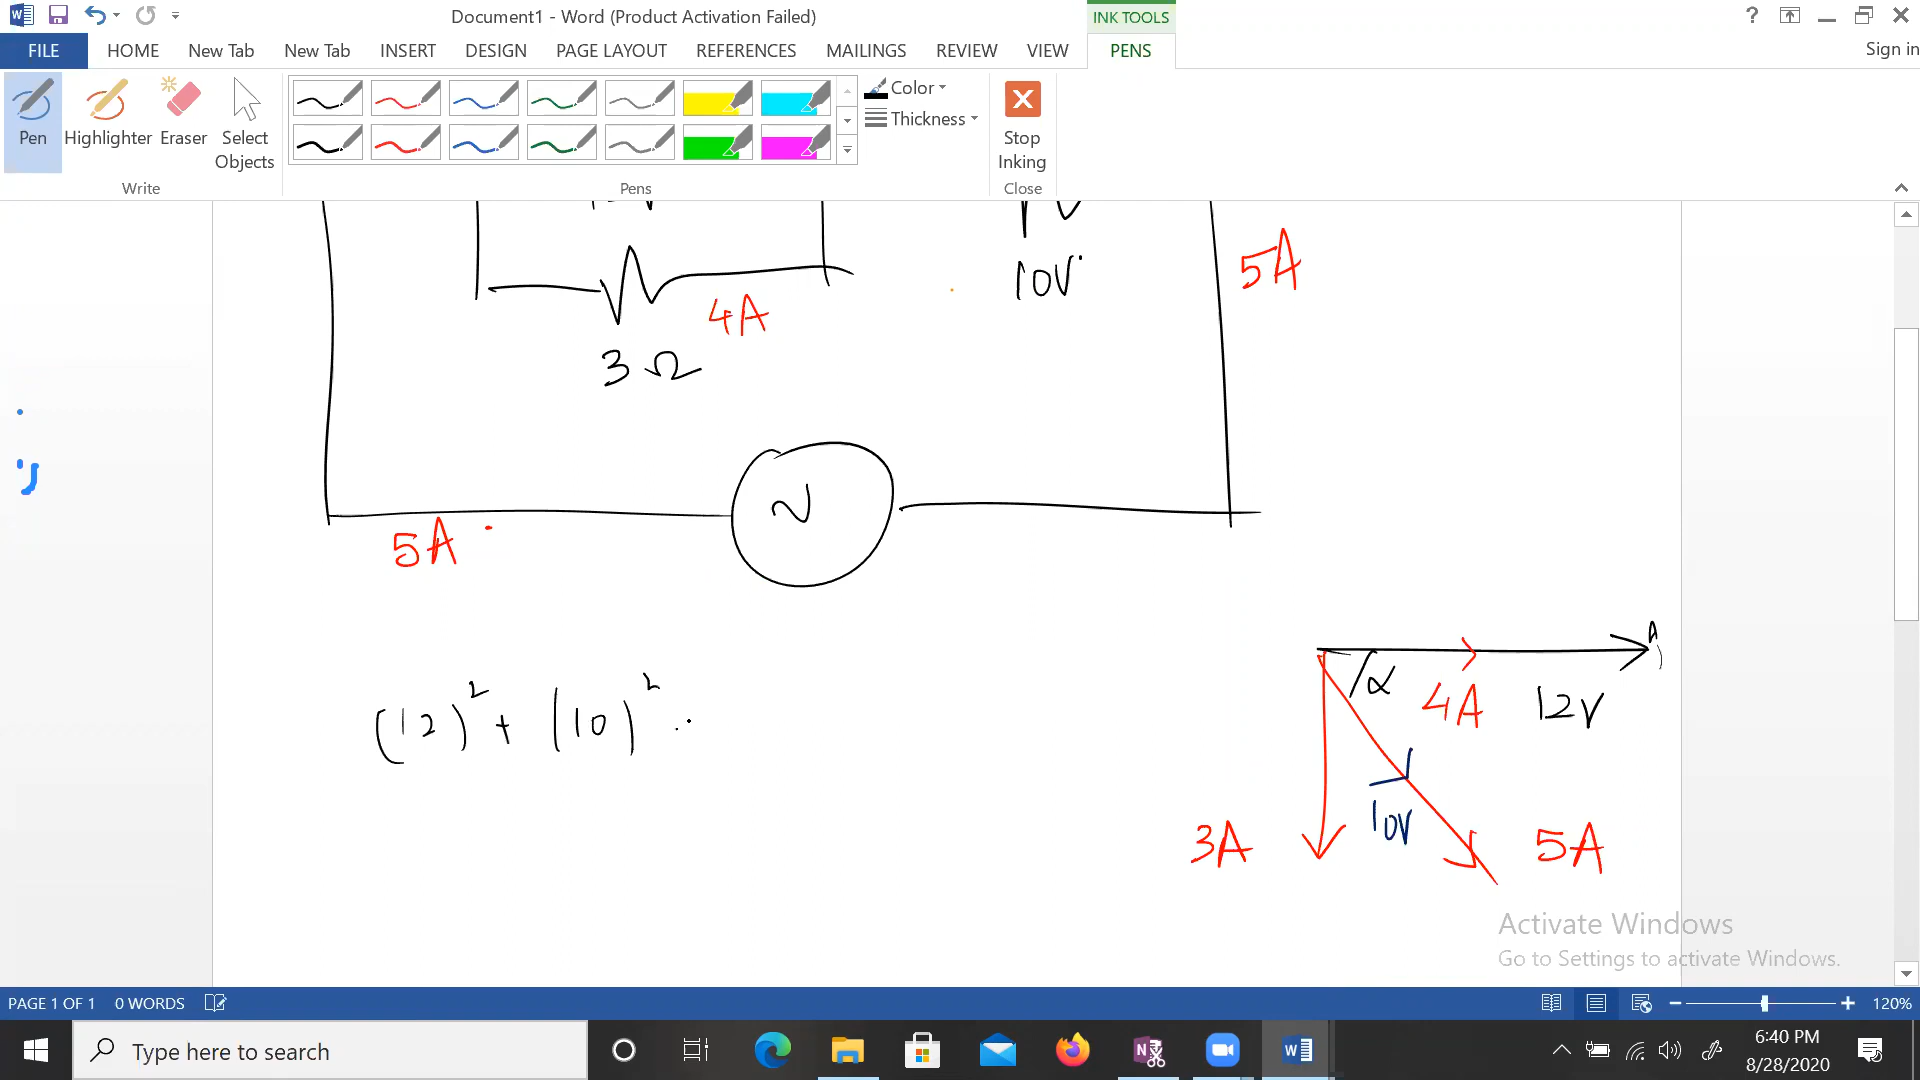 Document1 - Word (Product Activation Failed)
INK TOOLS
FILE HOME New Tab New Tab INSERT DESIGN PAGE LAYOUT REFERENCES MAILINGS REVIEW VIEW PENS
Sign in
Pen Highlighter Eraser Select Objects
Color
Thickness
Stop Inking
Write Pens Close
5A
10V
4A
3 Ω
5A
(12)² + (10)²
α
4A 12V
10V
3A
5A
Activate Windows
Go to Settings to activate Windows.
PAGE 1 OF 1 0 WORDS
120%
Type here to search
6:40 PM
8/28/2020